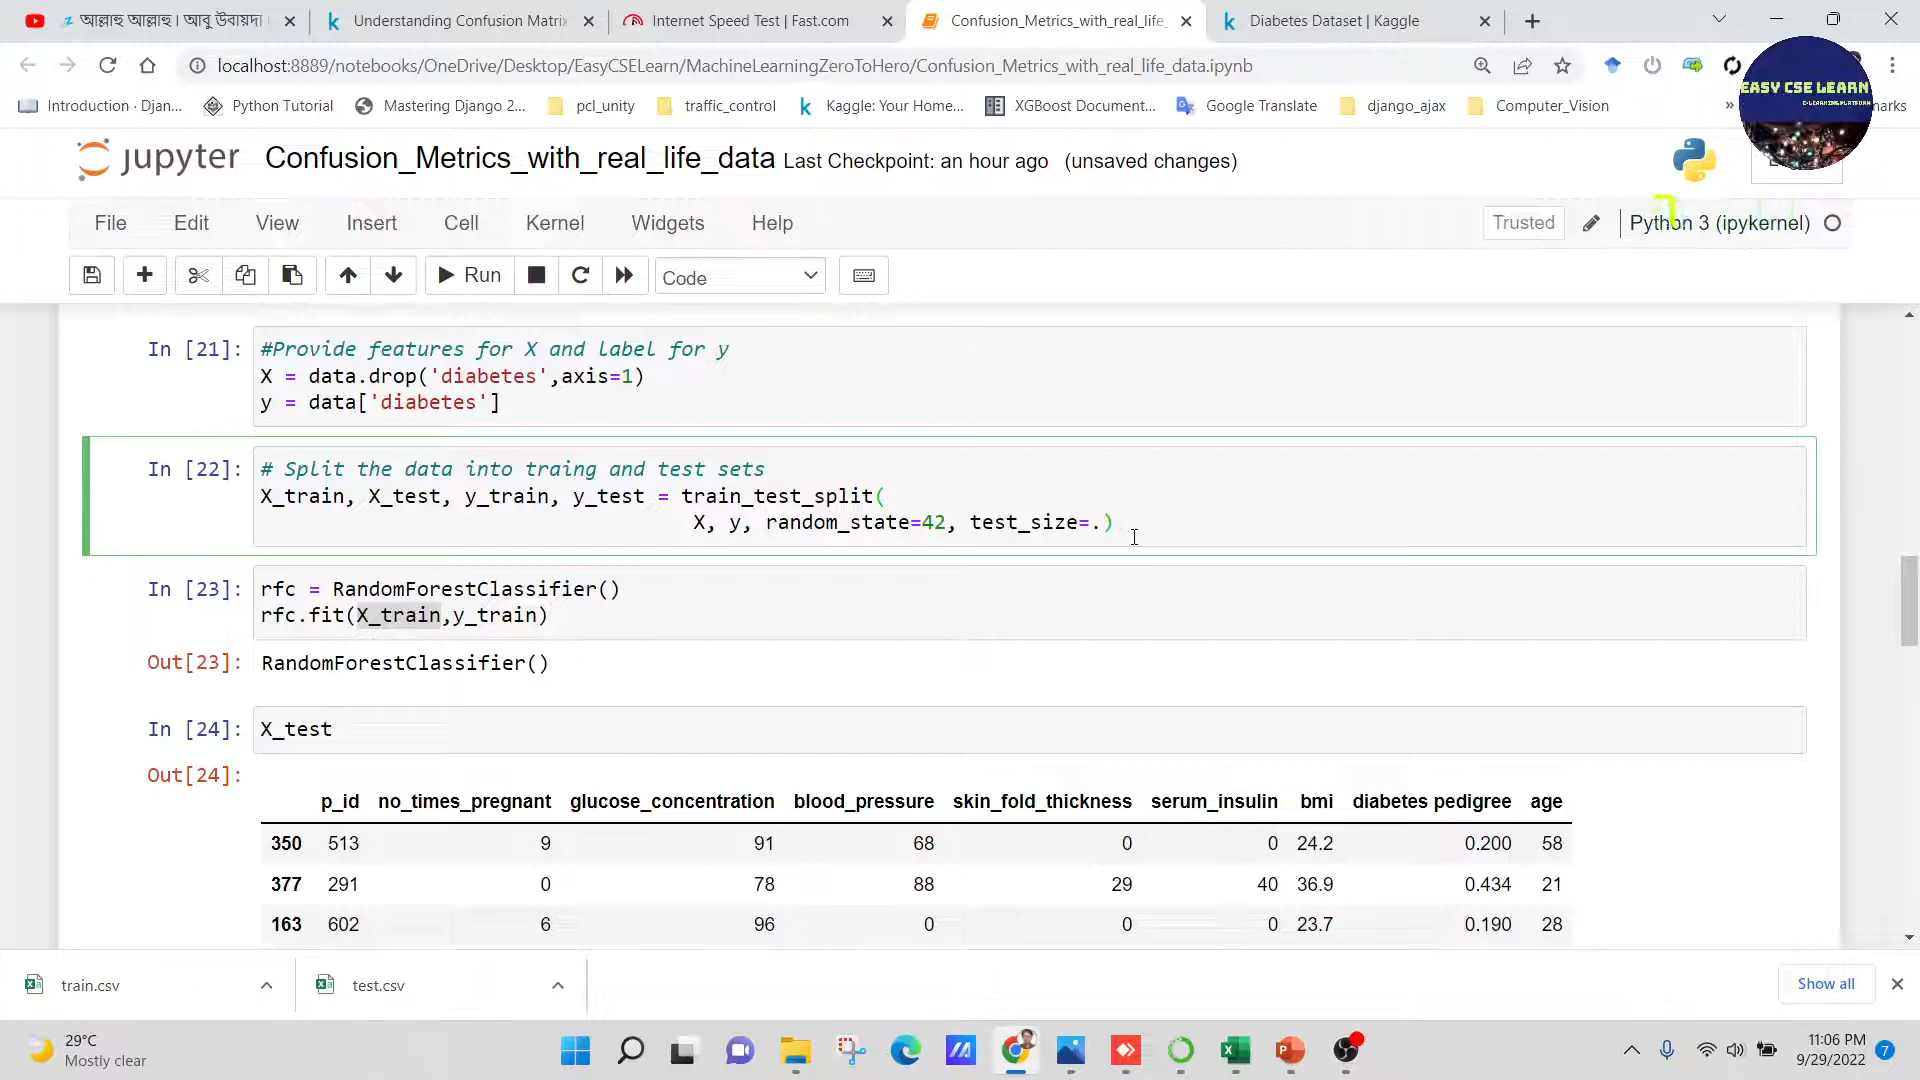 আল্লাহু আল্লাহু । আবু উবায়দা
Understanding Confusion Matrix
Internet Speed Test | Fast.com
Confusion_Metrics_with_real_life_
Diabetes Dataset | Kaggle
localhost:8889/notebooks/OneDrive/Desktop/EasyCSELearn/MachineLearningZeroToHero/Confusion_Metrics_with_real_life_data.ipynb
Introduction · Djan...
Python Tutorial
Mastering Django 2...
pcl_unity
traffic_control
Kaggle: Your Home...
XGBoost Document...
Google Translate
django_ajax
Computer_Vision
»
marks
EASY CSE LEARN
E-LEARNING PLATFORM
jupyter Confusion_Metrics_with_real_life_data Last Checkpoint: an hour ago (unsaved changes)
File Edit View Insert Cell Kernel Widgets Help
Trusted
Python 3 (ipykernel)
Run
Code
In [21]: #Provide features for X and label for y
X = data.drop('diabetes',axis=1)
y = data['diabetes']
In [22]: # Split the data into traing and test sets
X_train, X_test, y_train, y_test = train_test_split(
X, y, random_state=42, test_size=.)
In [23]: rfc = RandomForestClassifier()
rfc.fit(X_train,y_train)
Out[23]: RandomForestClassifier()
In [24]: X_test
Out[24]:
p_id no_times_pregnant glucose_concentration blood_pressure skin_fold_thickness serum_insulin bmi diabetes pedigree age
350 513 9 91 68 0 0 24.2 0.200 58
377 291 0 78 88 29 40 36.9 0.434 21
163 602 6 96 0 0 0 23.7 0.190 28
train.csv
test.csv
Show all
29°C
Mostly clear
11:06 PM
9/29/2022
7